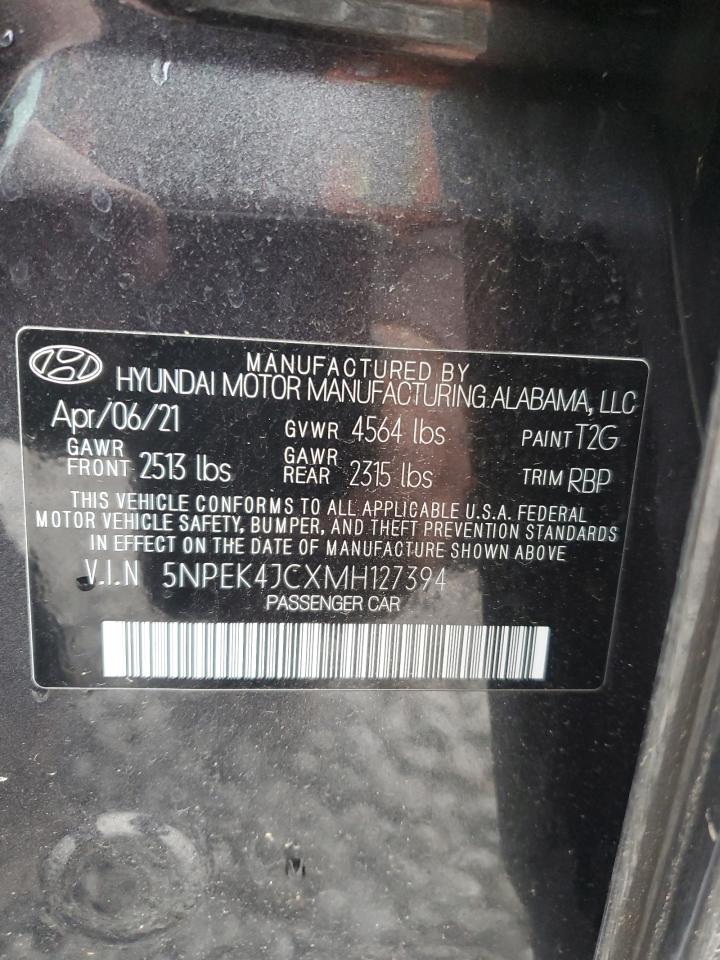 MANUFACTURED BY
HYUNDAI MOTOR MANUFACTURING ALABAMA, LLC
Apr/06/21 GVWR 4564 lbs PAINT T2G
GAWR FRONT 2513 lbs GAWR REAR 2315 lbs TRIM RBP
THIS VEHICLE CONFORMS TO ALL APPLICABLE U.S.A. FEDERAL
MOTOR VEHICLE SAFETY, BUMPER, AND THEFT PREVENTION STANDARDS
IN EFFECT ON THE DATE OF MANUFACTURE SHOWN ABOVE
V.I.N 5NPEK4JCXMH127394
PASSENGER CAR